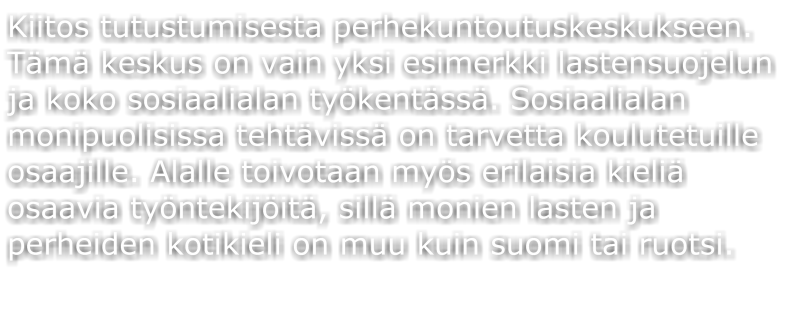 Kiitos tutustumisesta perhekuntoutuskeskukseen.
Tämä keskus on vain yksi esimerkki lastensuojelun
ja koko sosiaalialan työkentässä. Sosiaalialan
monipuolisissa tehtävissä on tarvetta koulutetuille
osaajille. Alalle toivotaan myös erilaisia kieliä
osaavia työntekijöitä, sillä monien lasten ja
perheiden kotikieli on muu kuin suomi tai ruotsi.